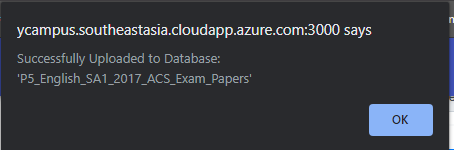 ycampus.southeastasia.cloudapp.azure.com:3000 says
Successfully Uploaded to Database:
'P5_English_SA1_2017_ACS_Exam_Papers'
OK